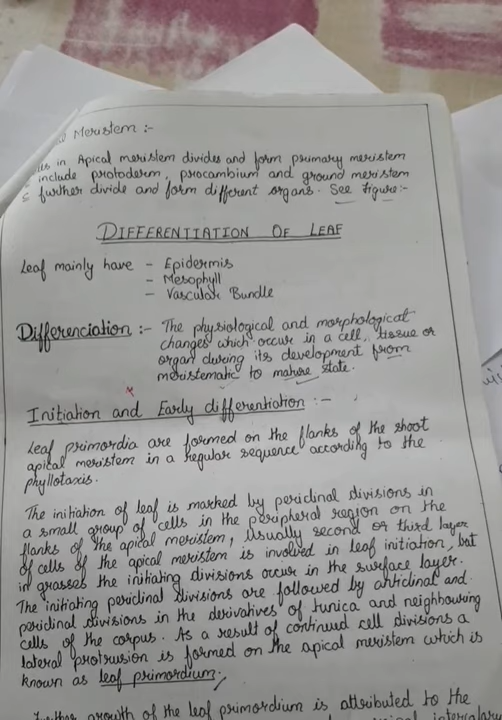 Meristem :-
in Apical meristem divides and form primary meristem
include protoderm, procambium and ground meristem
further divide and form different organs. See figure:-
DIFFERENTIATION OF LEAF
Leaf mainly have - Epidermis
- Mesophyll
- Vascular Bundle
Differenciation :- The physiological and morphological
changes which occur in a cell, tissue or
organ during its development from
meristematic to mature state.
Initiation and Early differentiation :-
Leaf primordia are formed on the flanks of the shoot
apical meristem in a regular sequence according to the
phyllotaxis.
The initiation of leaf is marked by periclinal divisions in
a small group of cells in the peripheral region on the
flanks of the apical meristem, usually second or third layer
of cells of the apical meristem is involved in leaf initiation, but
in grasses the initiating divisions occur in the surface layer.
The initiating periclinal divisions are followed by anticlinal and
periclinal divisions in the derivatives of tunica and neighbouring
cells of the corpus. As a result of continued cell divisions a
lateral protrusion is formed on the apical meristem which is
known as leaf primordium.
growth of the leaf primordium is attributed to the